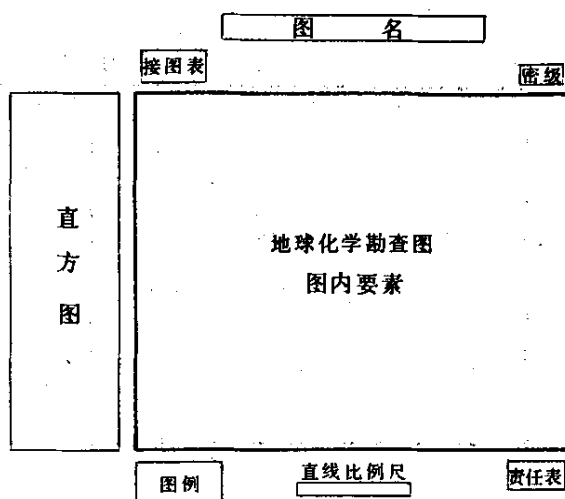 图 名
接图表
密级
直方图
地球化学勘查图
图内要素
图例
直线比例尺
责任表